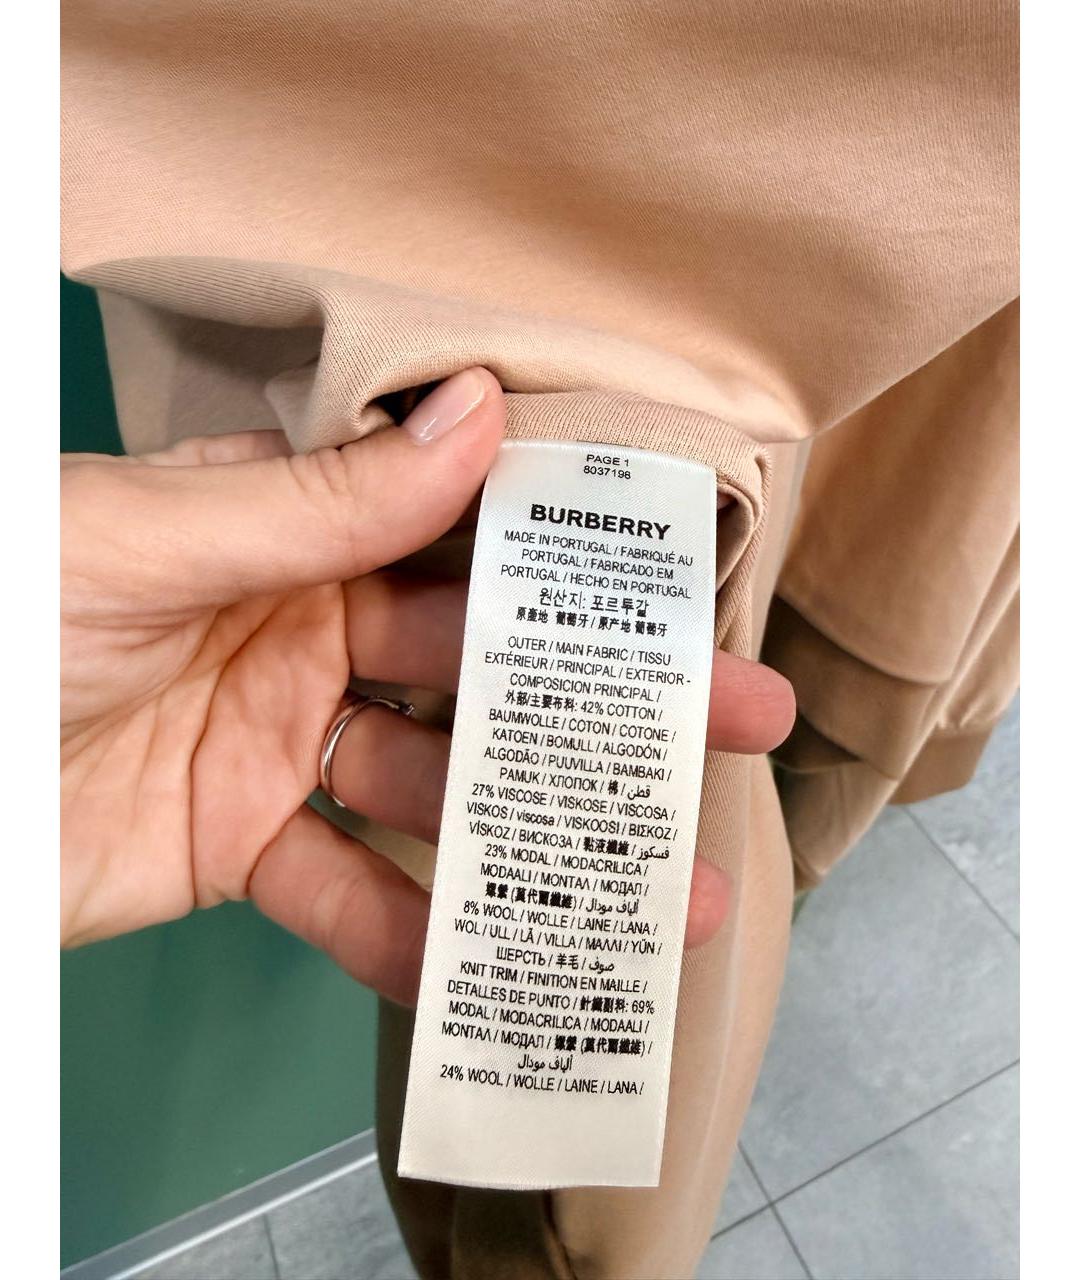 PAGE 1
8037198
BURBERRY
MADE IN PORTUGAL / FABRIQUÉ AU
PORTUGAL / FABRICADO EM
PORTUGAL / HECHO EN PORTUGAL
원산지: 포르투갈
原產地 葡萄牙 / 原产地 葡萄牙
OUTER / MAIN FABRIC / TISSU
EXTÉRIEUR / PRINCIPAL / EXTERIOR -
COMPOSICION PRINCIPAL /
外部/主要布料: 42% COTTON /
BAUMWOLLE / COTON / COTONE /
KATOEN / BOMULL / ALGODÓN /
ALGODÃO / PUUVILLA / BAMBAKI /
PAMUK / ХЛОПОК / 棉 / قطن /
27% VISCOSE / VISKOSE / VISCOSA /
VISKOS / viscosa / VISKOOSI / ΒΙΣΚΟΖ /
VİSKOZ / ВИСКОЗА / 黏液纖維 / فسكوز /
23% MODAL / MODACRILICA /
MODAALI / ΜΟΝΤΑΛ / МОДАЛ /
(莫代爾纖維) / ألياف مودال /
8% WOOL / WOLLE / LAINE / LANA /
WOL / ULL / LÃ / VILLA / ΜΑΛΛΙ / YÜN /
ШЕРСТЬ / 羊毛 / صوف /
KNIT TRIM / FINITION EN MAILLE /
DETALLES DE PUNTO / 針織副料: 69%
MODAL / MODACRILICA / MODAALI /
ΜΟΝΤΑΛ / МОДАЛ / (莫代爾纖維) /
ألياف مودال
24% WOOL / WOLLE / LAINE / LANA /